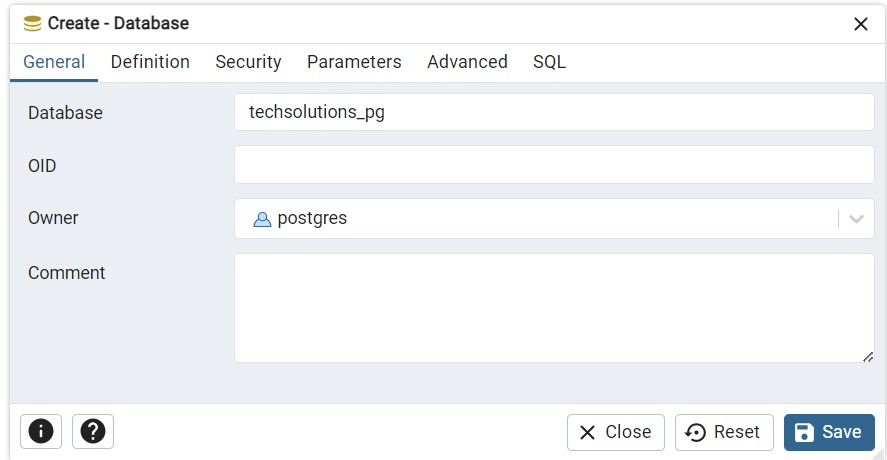 Create - Database
General Definition Security Parameters Advanced SQL
Database techsolutions_pg
OID
Owner postgres
Comment
Close Reset Save